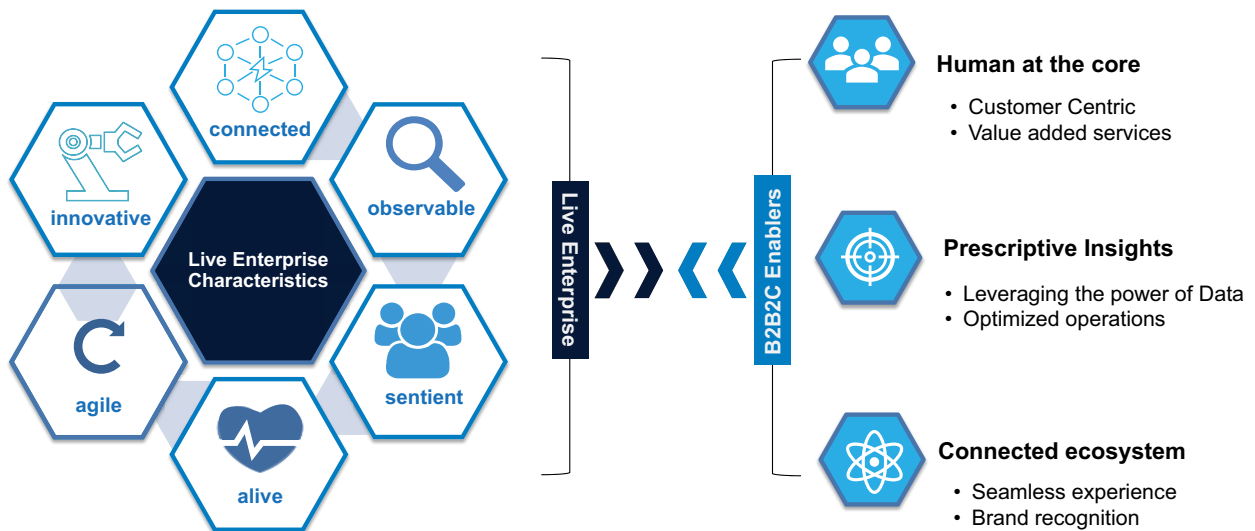 connected
innovative
observable
Live Enterprise
Characteristics
agile
sentient
alive
Live Enterprise
B2B2C Enablers
Human at the core
• Customer Centric
• Value added services
Prescriptive Insights
• Leveraging the power of Data
• Optimized operations
Connected ecosystem
• Seamless experience
• Brand recognition